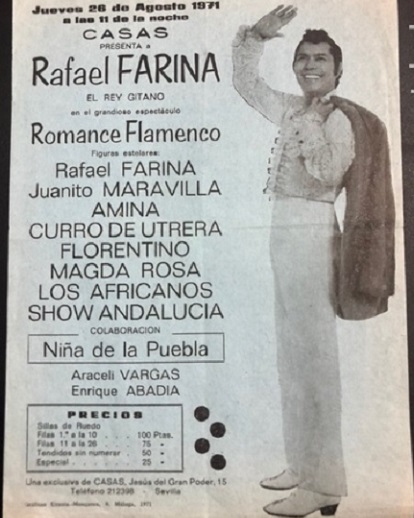 Jueves 26 de Agosto 1971
a las 11 de la noche
CASAS
PRESENTA a
Rafael FARINA
EL REY GITANO
en el grandioso espectáculo
Romance Flamenco
Figuras estelares:
Rafael FARINA
Juanito MARAVILLA
AMINA
CURRO DE UTRERA
FLORENTINO
MAGDA ROSA
LOS AFRICANOS
SHOW ANDALUCIA
COLABORACION
Niña de la Puebla
Araceli VARGAS
Enrique ABADIA
PRECIOS
Sillas de Ruedo
Filas 1.ª a la 10 . . . 100 Ptas.
Filas 11 a la 26 . . . 75 »
Tendidos sin numerar . 50 »
Especial . . . . . 25 »
Una exclusiva de CASAS, Jesús del Gran Poder, 15
Teléfono 212398 - Sevilla
Málaga, 1971